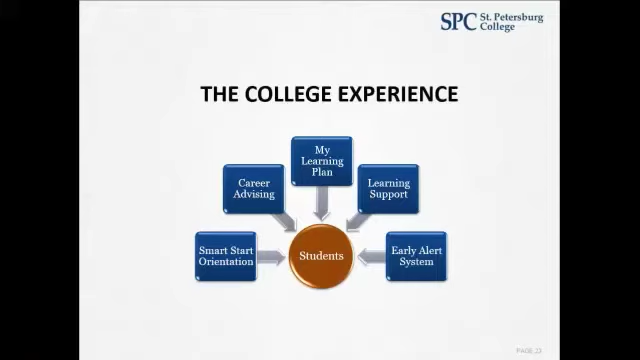 SPC St. Petersburg
College
THE COLLEGE EXPERIENCE
My
Learning
Plan
Career
Advising
Learning
Support
Smart Start
Orientation
Students
Early Alert
System
PAGE_23